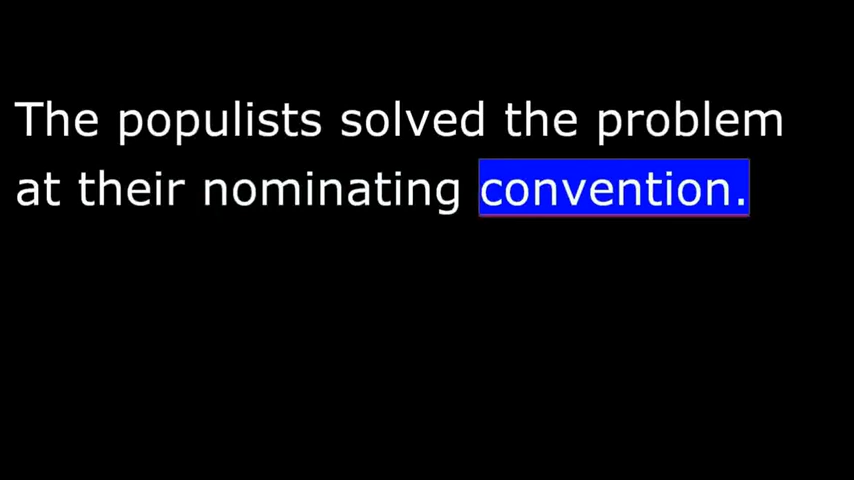 The populists solved the problem
at their nominating convention.